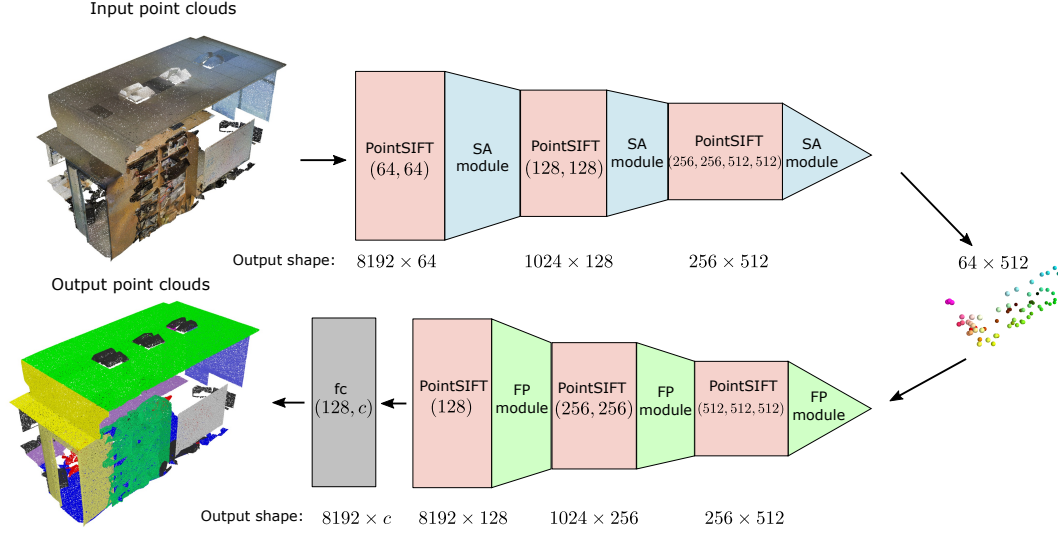 Input point clouds
PointSIFT
(64, 64)
SA
module
PointSIFT
(128, 128)
SA
module
PointSIFT
(256, 256, 512, 512)
SA
module
Output shape:
8192 × 64
1024 × 128
256 × 512
64 × 512
Output point clouds
fc
(128, c)
PointSIFT
(128)
FP
module
PointSIFT
(256, 256)
FP
module
PointSIFT
(512, 512, 512)
FP
module
Output shape:
8192 × c
8192 × 128
1024 × 256
256 × 512